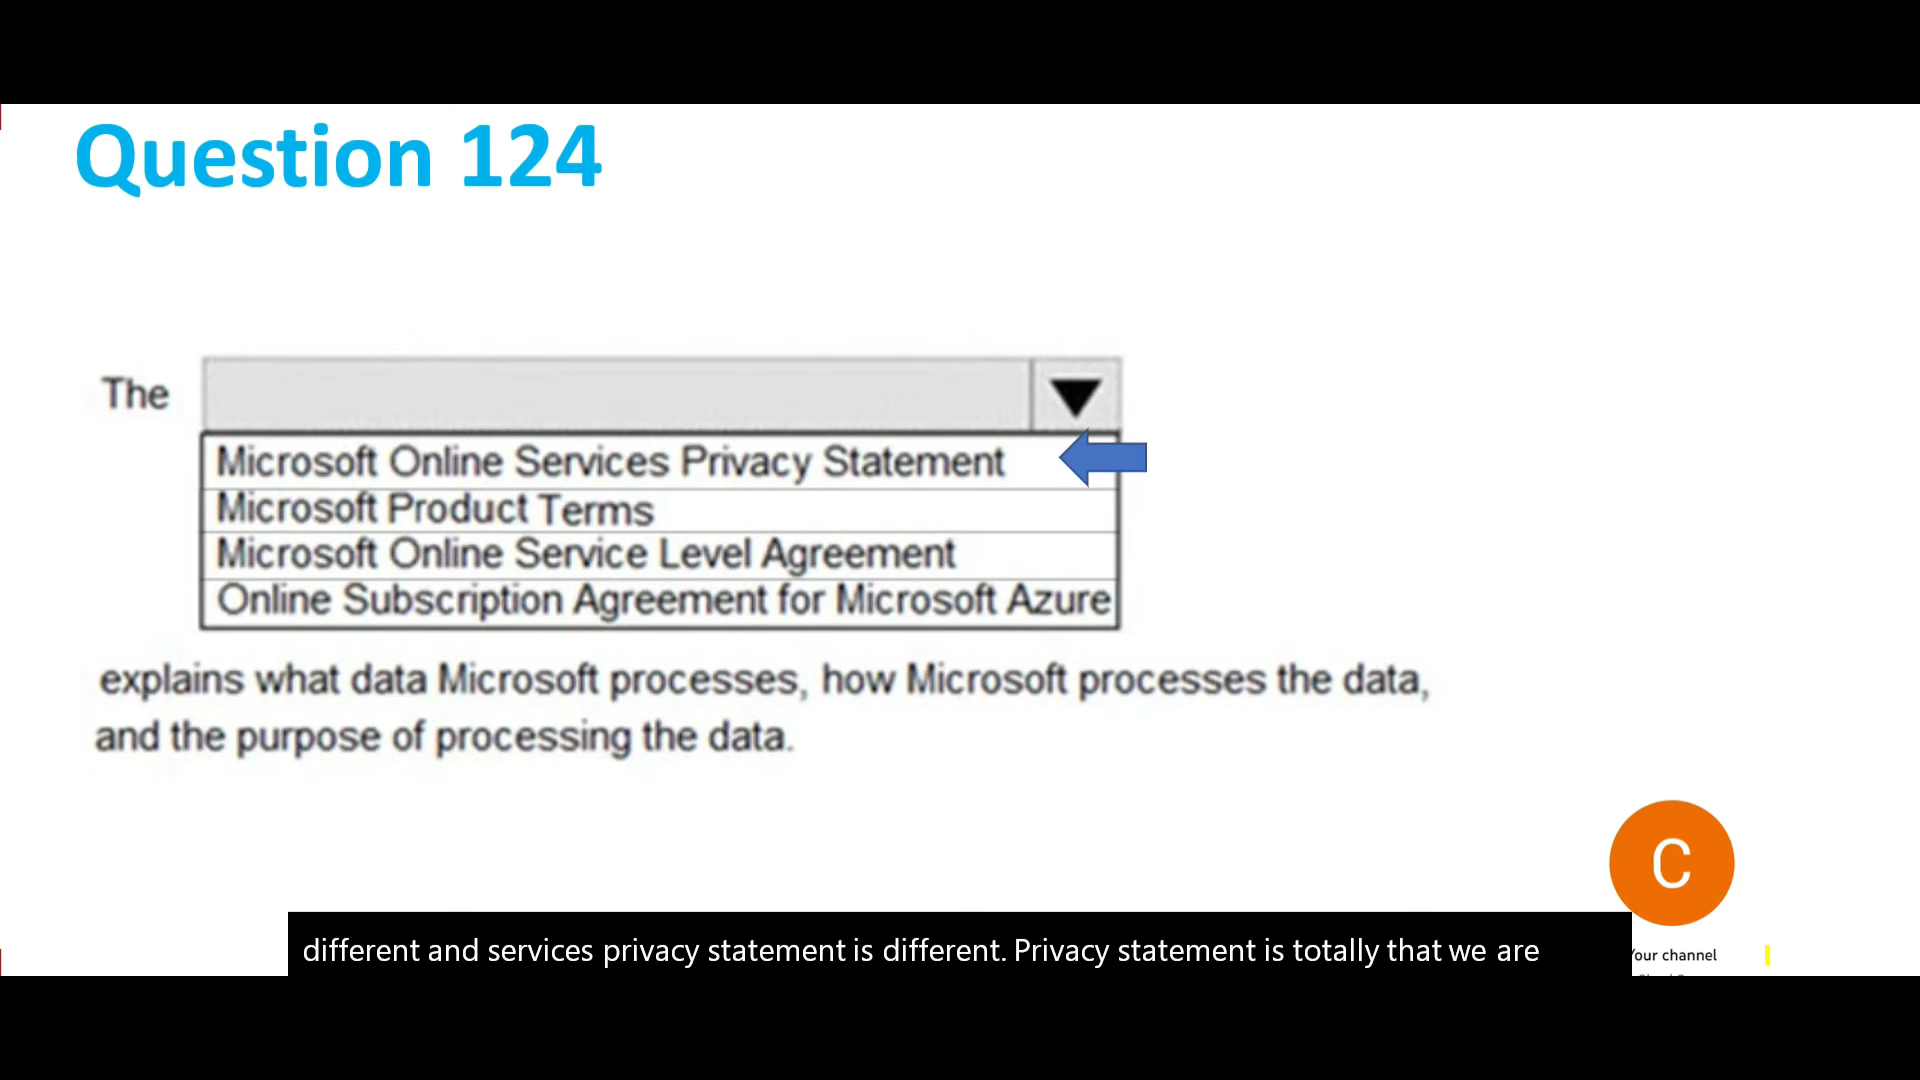 Question 124
The
Microsoft Online Services Privacy Statement
Microsoft Product Terms
Microsoft Online Service Level Agreement
Online Subscription Agreement for Microsoft Azure
explains what data Microsoft processes, how Microsoft processes the data,
and the purpose of processing the data.
C
different and services privacy statement is different. Privacy statement is totally that we are
Your channel